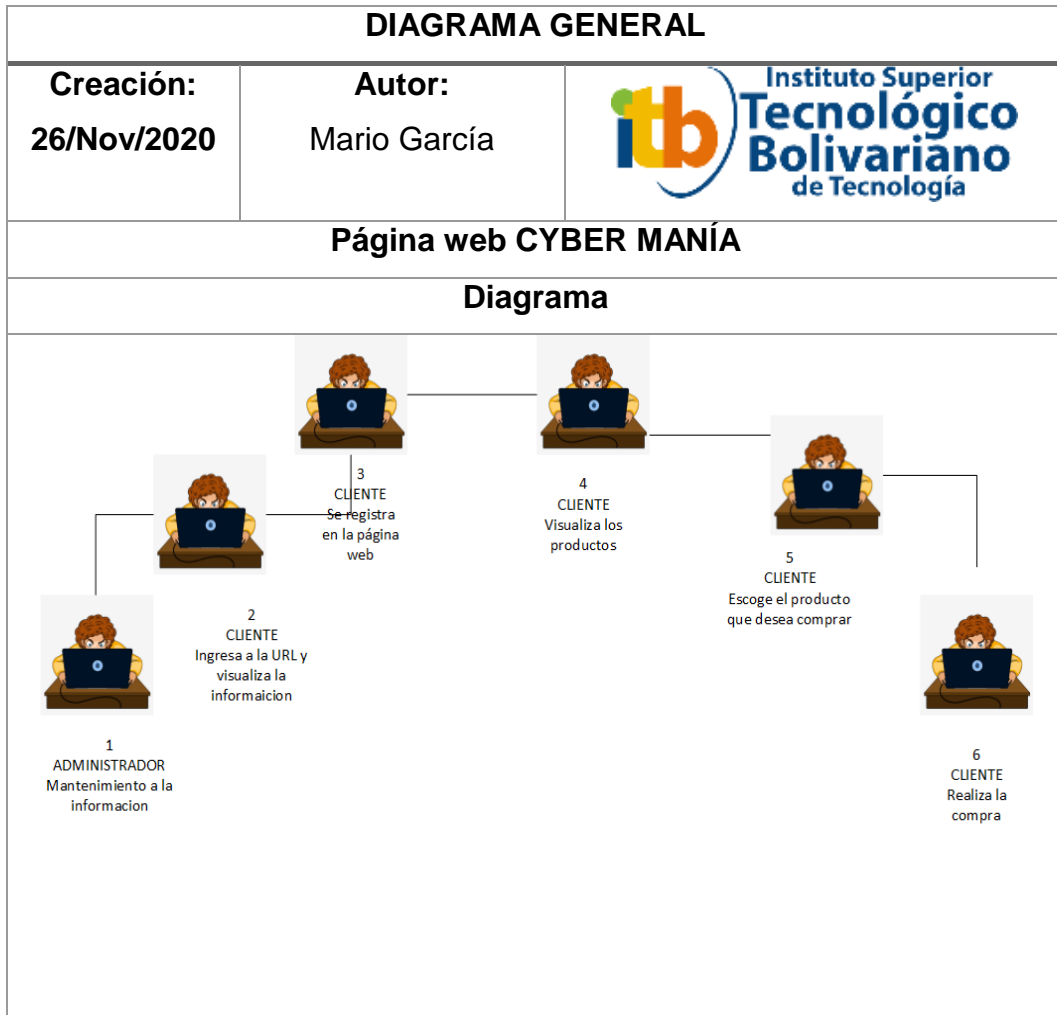 DIAGRAMA GENERAL
Creación:
26/Nov/2020
Autor:
Mario García
itb
Instituto Superior
Tecnológico
Bolivariano
de Tecnología
Página web CYBER MANÍA
Diagrama
1
ADMINISTRADOR
Mantenimiento a la
informacion
2
CLIENTE
Ingresa a la URL y
visualiza la
informaicion
3
CLIENTE
Se registra
en la página
web
4
CLIENTE
Visualiza los
productos
5
CLIENTE
Escoge el producto
que desea comprar
6
CLIENTE
Realiza la
compra